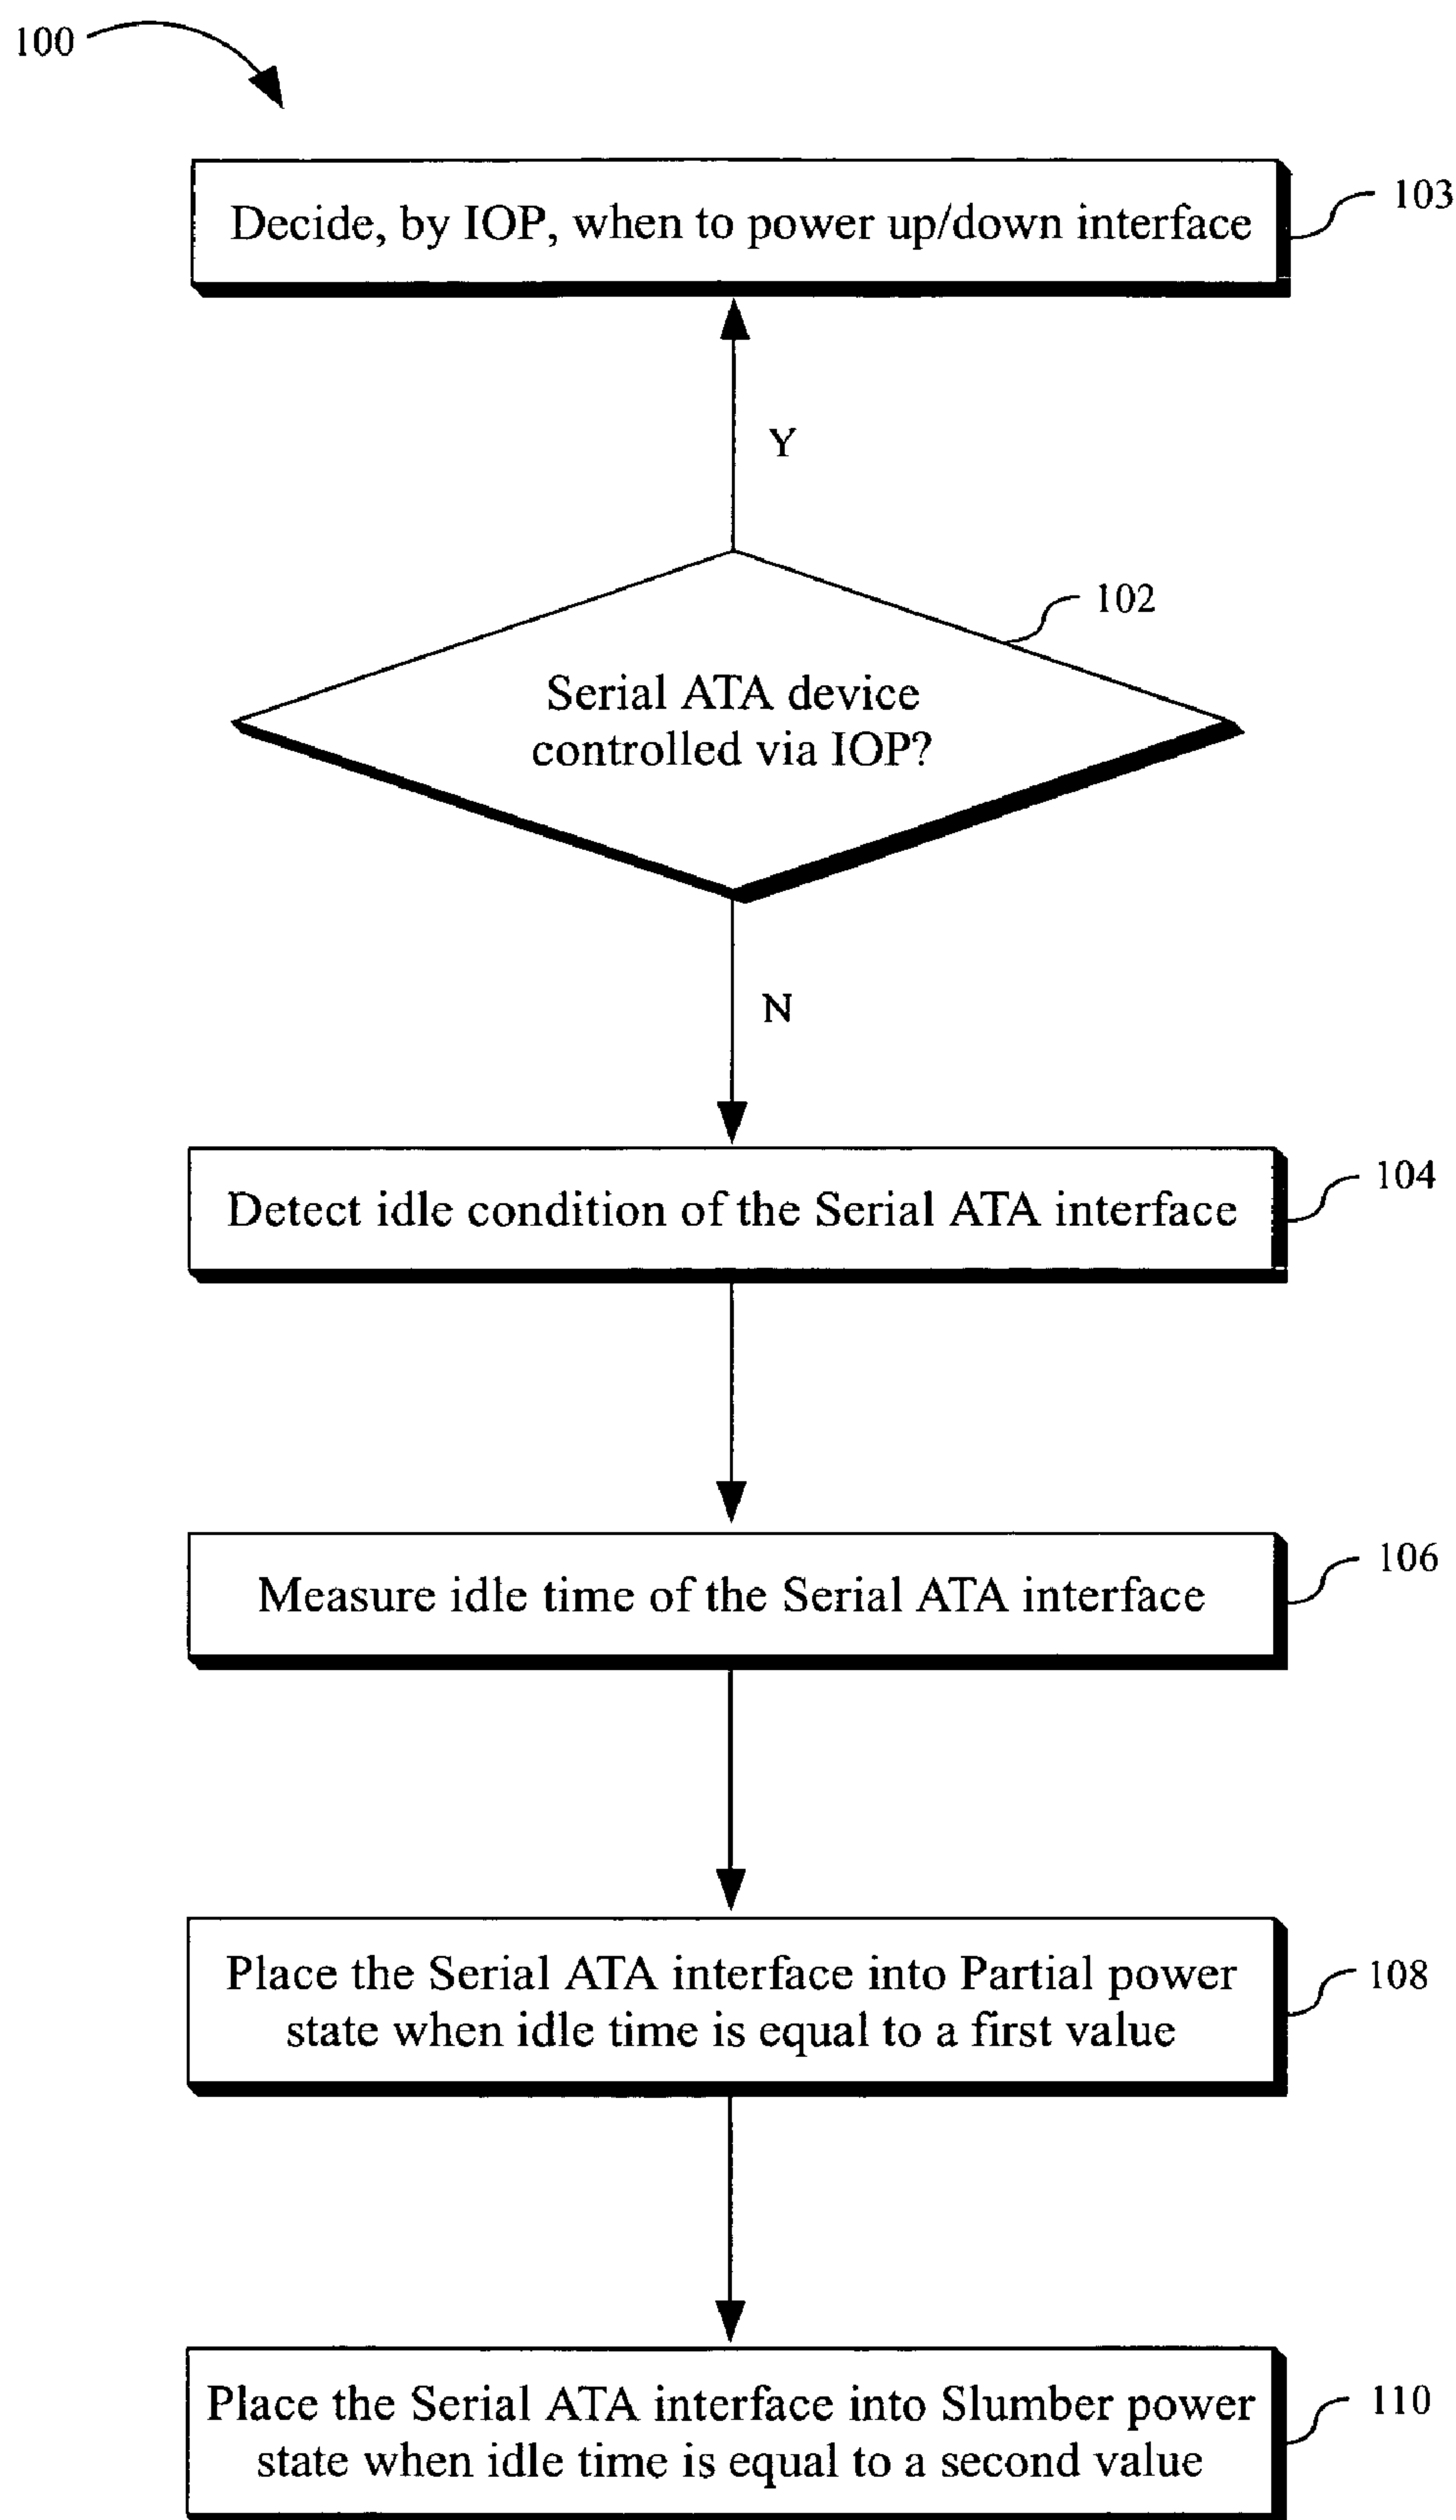 100
Decide, by IOP, when to power up/down interface
103
Y
102
Serial ATA device
controlled via IOP?
N
Detect idle condition of the Serial ATA interface
104
Measure idle time of the Serial ATA interface
106
Place the Serial ATA interface into Partial power
state when idle time is equal to a first value
108
Place the Serial ATA interface into Slumber power
state when idle time is equal to a second value
110